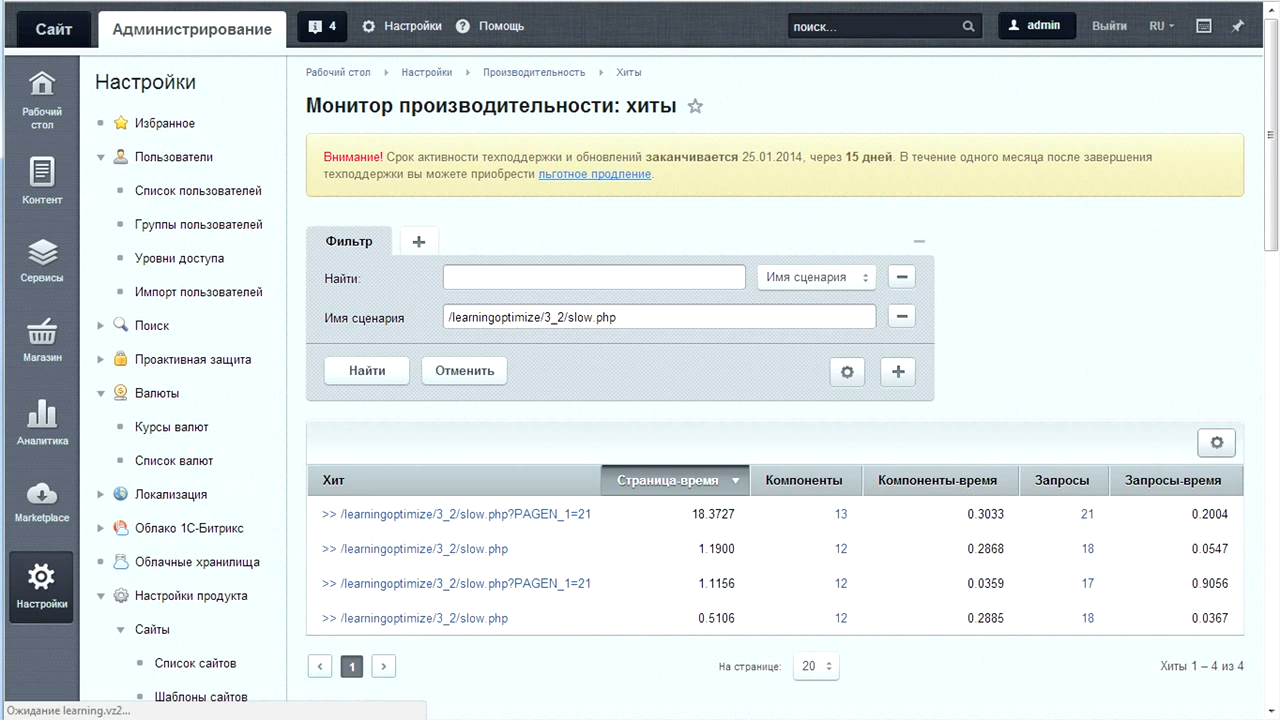 Сайт
Администрирование
4
Настройки
Помощь
поиск...
admin
Выйти
RU
Рабочий стол
Контент
Сервисы
Магазин
Аналитика
Marketplace
Настройки
Настройки
Избранное
Пользователи
Список пользователей
Группы пользователей
Уровни доступа
Импорт пользователей
Поиск
Проактивная защита
Валюты
Курсы валют
Список валют
Локализация
Облако 1С-Битрикс
Облачные хранилища
Настройки продукта
Сайты
Список сайтов
Шаблоны сайтов
Рабочий стол Настройки Производительность Хиты
Монитор производительности: хиты
Внимание! Срок активности техподдержки и обновлений заканчивается 25.01.2014, через 15 дней. В течение одного месяца после завершения
техподдержки вы можете приобрести льготное продление.
Фильтр
Найти: Имя сценария
Имя сценария /learningoptimize/3_2/slow.php
Найти Отменить
Хит Страница-время Компоненты Компоненты-время Запросы Запросы-время
>> /learningoptimize/3_2/slow.php?PAGEN_1=21 18.3727 13 0.3033 21 0.2004
>> /learningoptimize/3_2/slow.php 1.1900 12 0.2868 18 0.0547
>> /learningoptimize/3_2/slow.php?PAGEN_1=21 1.1156 12 0.0359 17 0.9056
>> /learningoptimize/3_2/slow.php 0.5106 12 0.2885 18 0.0367
1 На странице: 20 Хиты 1 – 4 из 4
Ожидание learning.vz2...